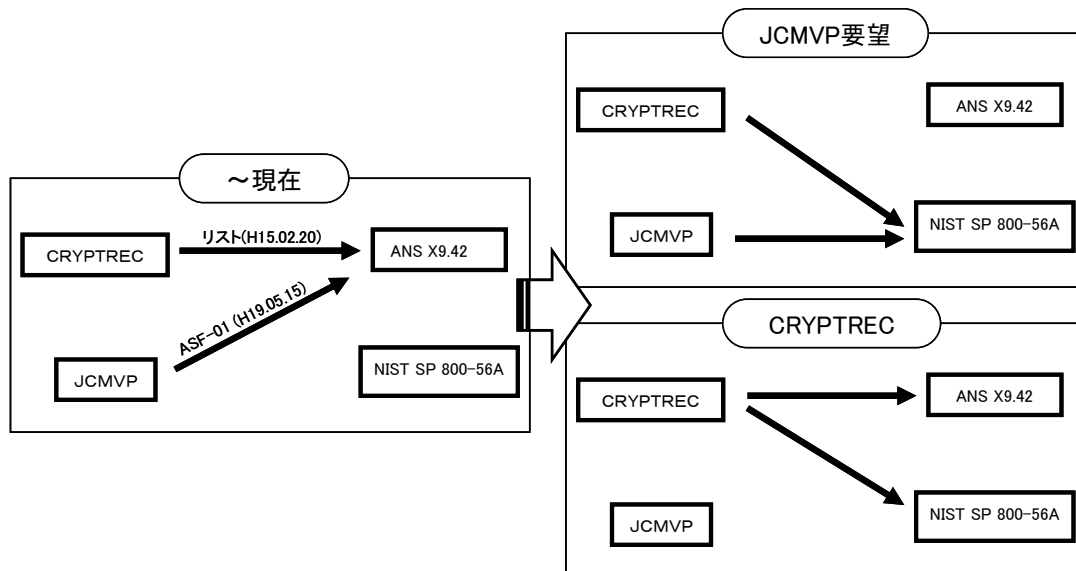 ～現在
CRYPTREC
リスト(H15.02.20)
ANS X9.42
ASF-01 (H19.05.15)
JCMVP
NIST SP 800-56A
JCMVP要望
CRYPTREC
ANS X9.42
JCMVP
NIST SP 800-56A
CRYPTREC
CRYPTREC
ANS X9.42
JCMVP
NIST SP 800-56A